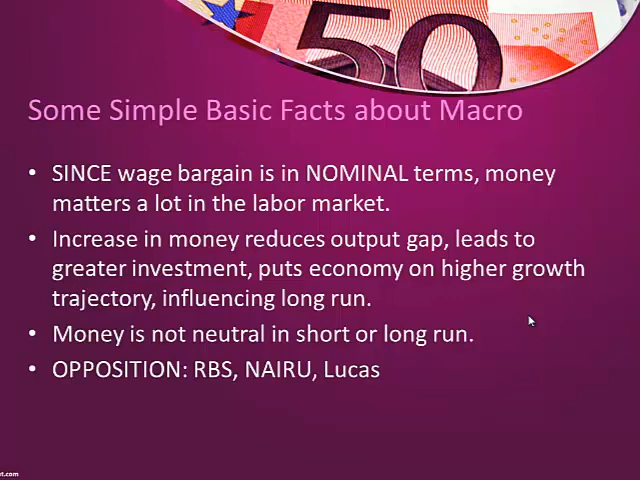 50
Some Simple Basic Facts about Macro
• SINCE wage bargain is in NOMINAL terms, money
matters a lot in the labor market.
• Increase in money reduces output gap, leads to
greater investment, puts economy on higher growth
trajectory, influencing long run.
• Money is not neutral in short or long run.
• OPPOSITION: RBS, NAIRU, Lucas